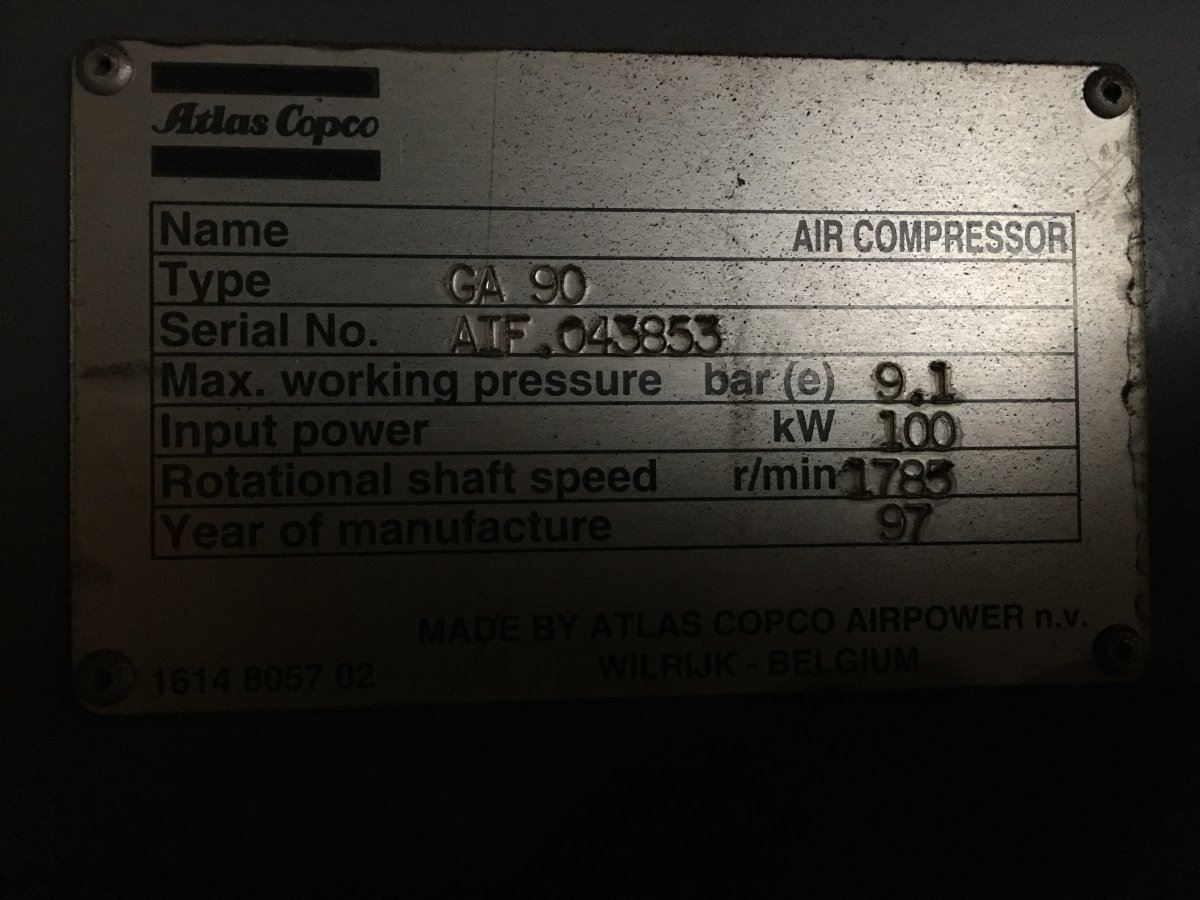 Atlas Copco
Name AIR COMPRESSOR
Type GA 90
Serial No. AIF.043853
Max. working pressure bar (e) 9.1
Input power kW 100
Rotational shaft speed r/min 1785
Year of manufacture 97
MADE BY ATLAS COPCO AIRPOWER n.v.
WILRIJK - BELGIUM
1614 8057 02